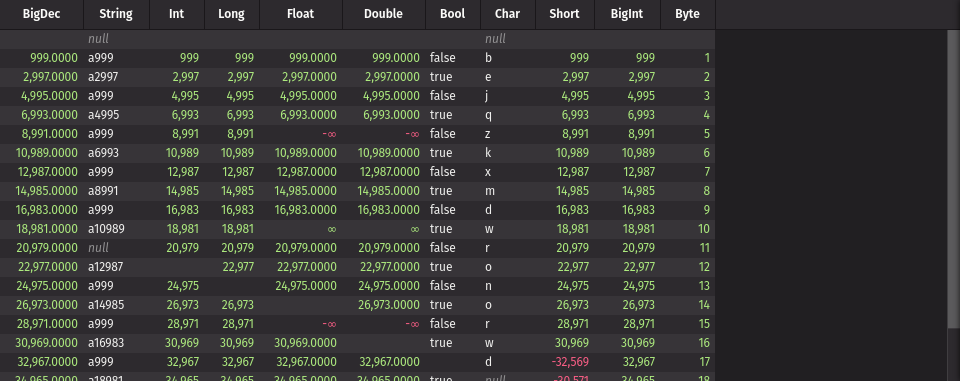 BigDec String Int Long Float Double Bool Char Short BigInt Byte
null null
999.0000 a999 999 999 999.0000 999.0000 false b 999 999 1
2,997.0000 a2997 2,997 2,997 2,997.0000 2,997.0000 true e 2,997 2,997 2
4,995.0000 a999 4,995 4,995 4,995.0000 4,995.0000 false j 4,995 4,995 3
6,993.0000 a4995 6,993 6,993 6,993.0000 6,993.0000 true q 6,993 6,993 4
8,991.0000 a999 8,991 8,991 -∞ -∞ false z 8,991 8,991 5
10,989.0000 a6993 10,989 10,989 10,989.0000 10,989.0000 true k 10,989 10,989 6
12,987.0000 a999 12,987 12,987 12,987.0000 12,987.0000 false x 12,987 12,987 7
14,985.0000 a8991 14,985 14,985 14,985.0000 14,985.0000 true m 14,985 14,985 8
16,983.0000 a999 16,983 16,983 16,983.0000 16,983.0000 false d 16,983 16,983 9
18,981.0000 a10989 18,981 18,981 ∞ ∞ true w 18,981 18,981 10
20,979.0000 null 20,979 20,979 20,979.0000 20,979.0000 false r 20,979 20,979 11
22,977.0000 a12987 22,977 22,977.0000 22,977.0000 true o 22,977 22,977 12
24,975.0000 a999 24,975 24,975.0000 24,975.0000 false n 24,975 24,975 13
26,973.0000 a14985 26,973 26,973 26,973.0000 true o 26,973 26,973 14
28,971.0000 a999 28,971 28,971 -∞ -∞ false r 28,971 28,971 15
30,969.0000 a16983 30,969 30,969 30,969.0000 true w 30,969 30,969 16
32,967.0000 a999 32,967 32,967 32,967.0000 32,967.0000 d -32,569 32,967 17
34,965.0000 a18981 34,965 34,965 34,965.0000 34,965.0000 true null -30,571 34,965 18